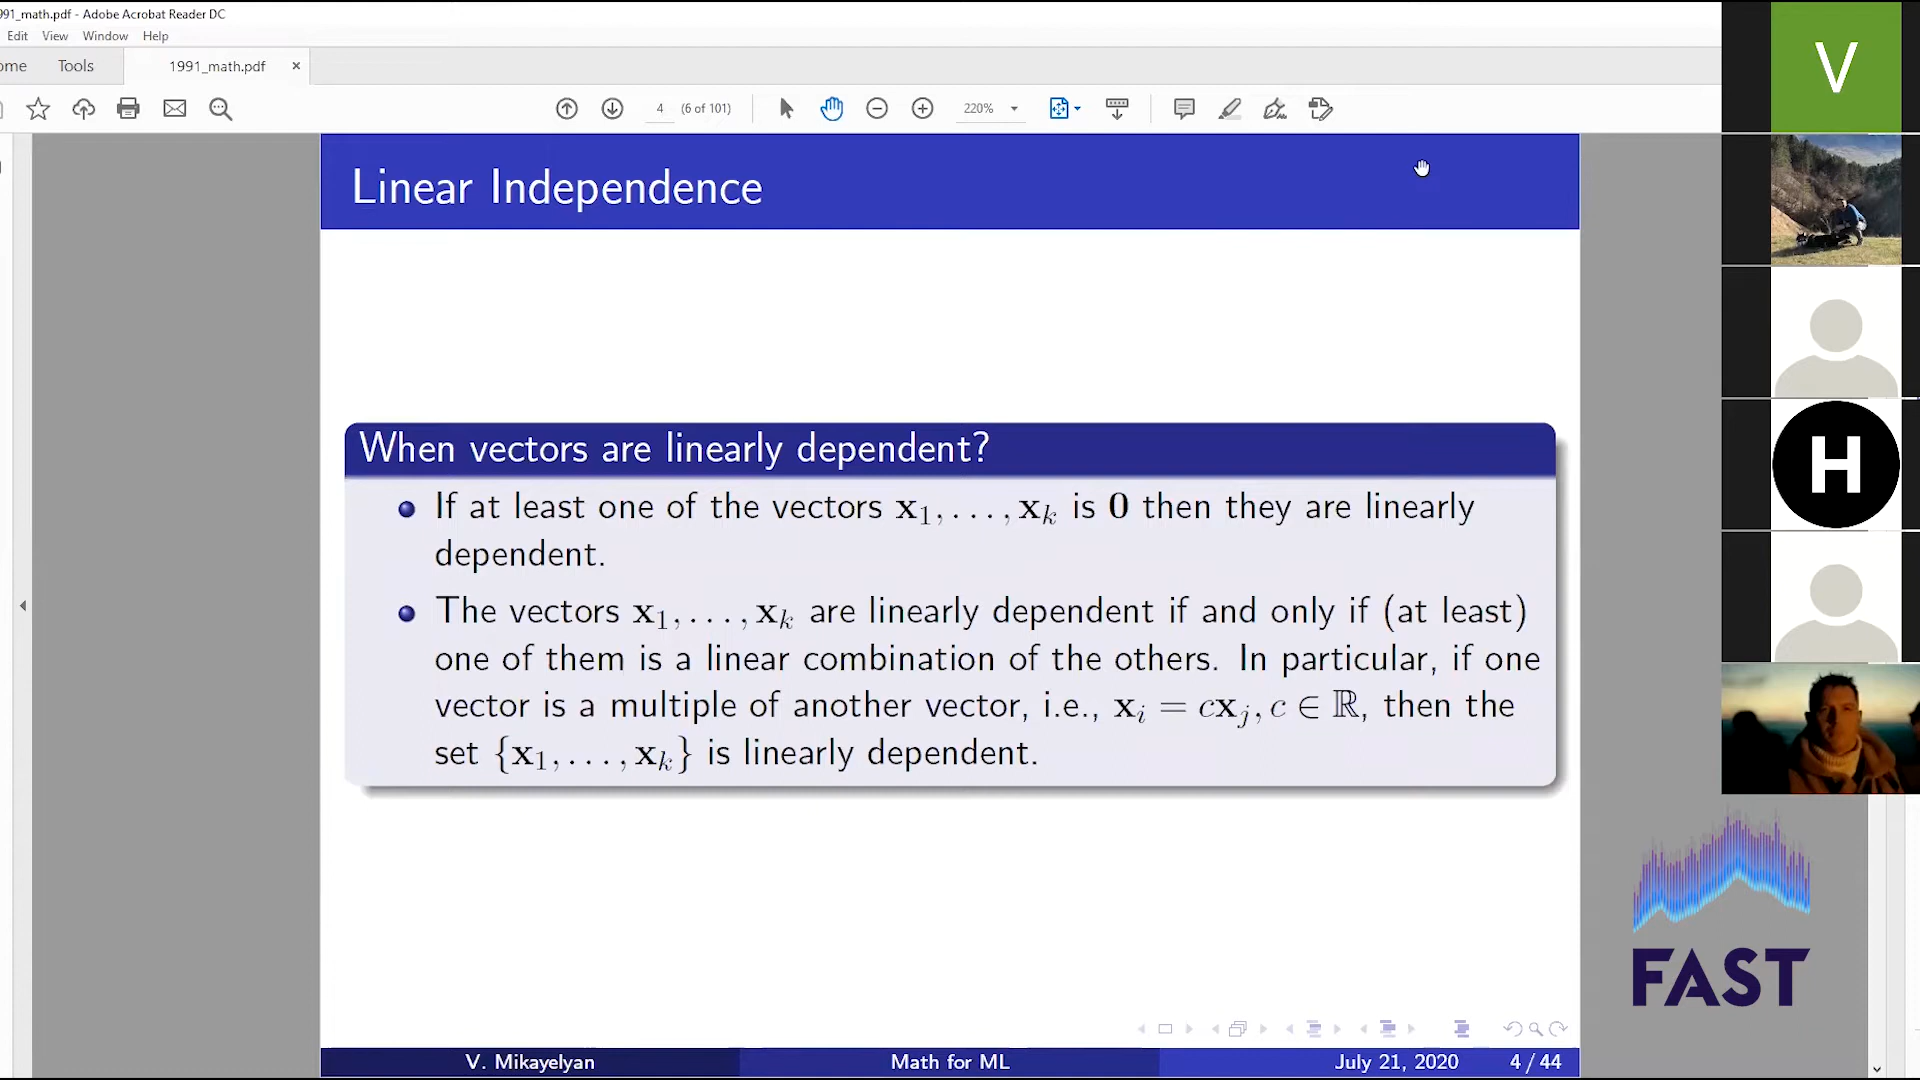 991_math.pdf - Adobe Acrobat Reader DC
Edit View Window Help
ome Tools 1991_math.pdf ×
4 (6 of 101) 220%
Linear Independence
When vectors are linearly dependent?
If at least one of the vectors x₁, . . . , xₖ is 0 then they are linearly
dependent.
The vectors x₁, . . . , xₖ are linearly dependent if and only if (at least)
one of them is a linear combination of the others. In particular, if one
vector is a multiple of another vector, i.e., xᵢ = cxⱼ, c ∈ ℝ, then the
set {x₁, . . . , xₖ} is linearly dependent.
V. Mikayelyan Math for ML July 21, 2020 4 / 44
V
H
FAST